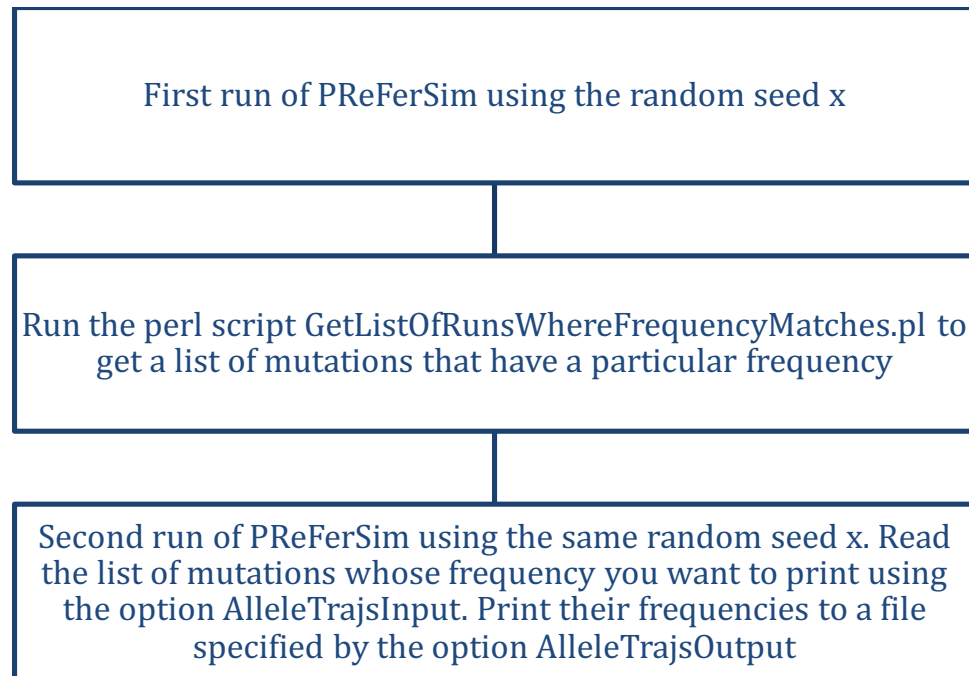 First run of PReFerSim using the random seed x
Run the perl script GetListOfRunsWhereFrequencyMatches.pl to
get a list of mutations that have a particular frequency
Second run of PReFerSim using the same random seed x. Read
the list of mutations whose frequency you want to print using
the option AlleleTrajsInput. Print their frequencies to a file
specified by the option AlleleTrajsOutput